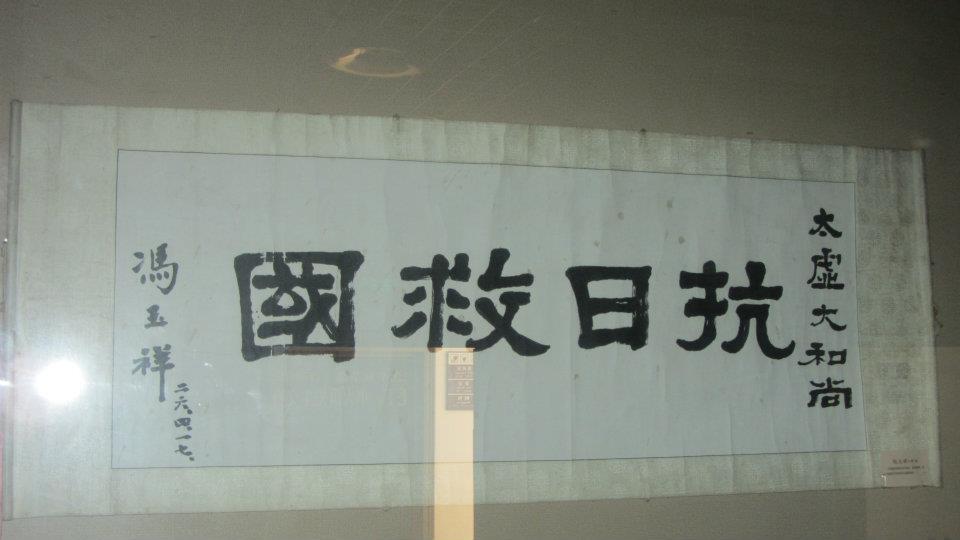 太虛大和尚
抗日救國
馮玉祥
二六、四、一七、